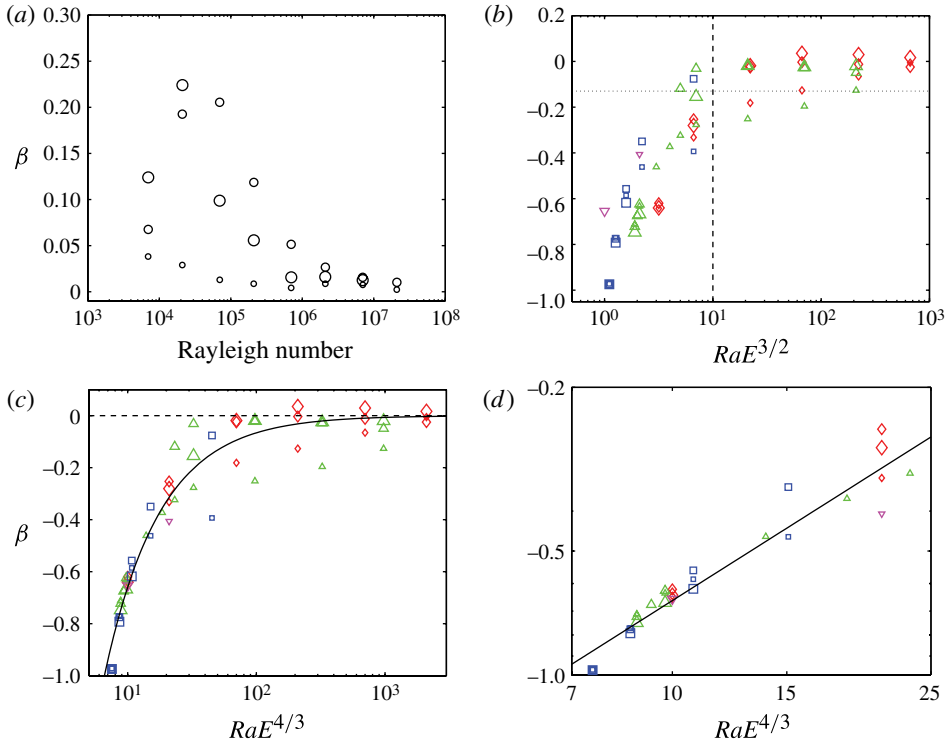 (a)
0.30
0.25
0.20
0.15
0.10
0.05
0
β
10³ 10⁴ 10⁵ 10⁶ 10⁷ 10⁸
Rayleigh number
(b)
0.2
0
−0.2
−0.4
−0.6
−0.8
−1.0
10⁰ 10¹ 10² 10³
RaE^{3/2}
(c)
0
−0.2
−0.4
−0.6
−0.8
−1.0
β
10¹ 10² 10³
RaE^{4/3}
(d)
−0.2
−0.5
−1.0
7 10 15 25
RaE^{4/3}